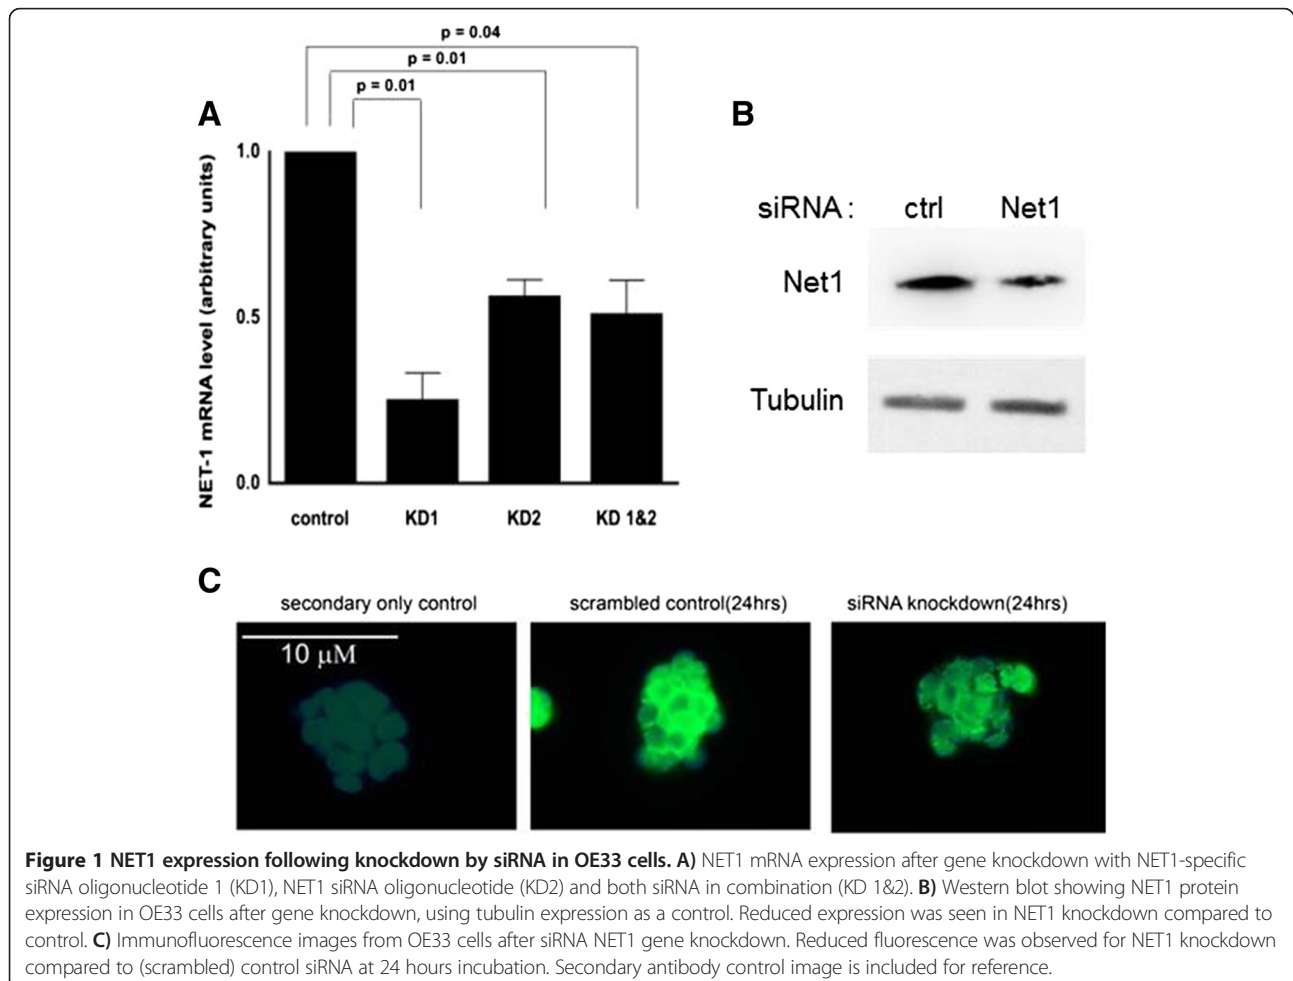 p = 0.04
p = 0.01
p = 0.01
A
NET-1 mRNA level (arbitrary units)
1.0
0.5
0.0
control KD1 KD2 KD 1&2
B
siRNA : ctrl Net1
Net1
Tubulin
C
secondary only control scrambled control(24hrs) siRNA knockdown(24hrs)
10 μM
Figure 1 NET1 expression following knockdown by siRNA in OE33 cells. A) NET1 mRNA expression after gene knockdown with NET1-specific
siRNA oligonucleotide 1 (KD1), NET1 siRNA oligonucleotide (KD2) and both siRNA in combination (KD 1&2). B) Western blot showing NET1 protein
expression in OE33 cells after gene knockdown, using tubulin expression as a control. Reduced expression was seen in NET1 knockdown compared to
control. C) Immunofluorescence images from OE33 cells after siRNA NET1 gene knockdown. Reduced fluorescence was observed for NET1 knockdown
compared to (scrambled) control siRNA at 24 hours incubation. Secondary antibody control image is included for reference.